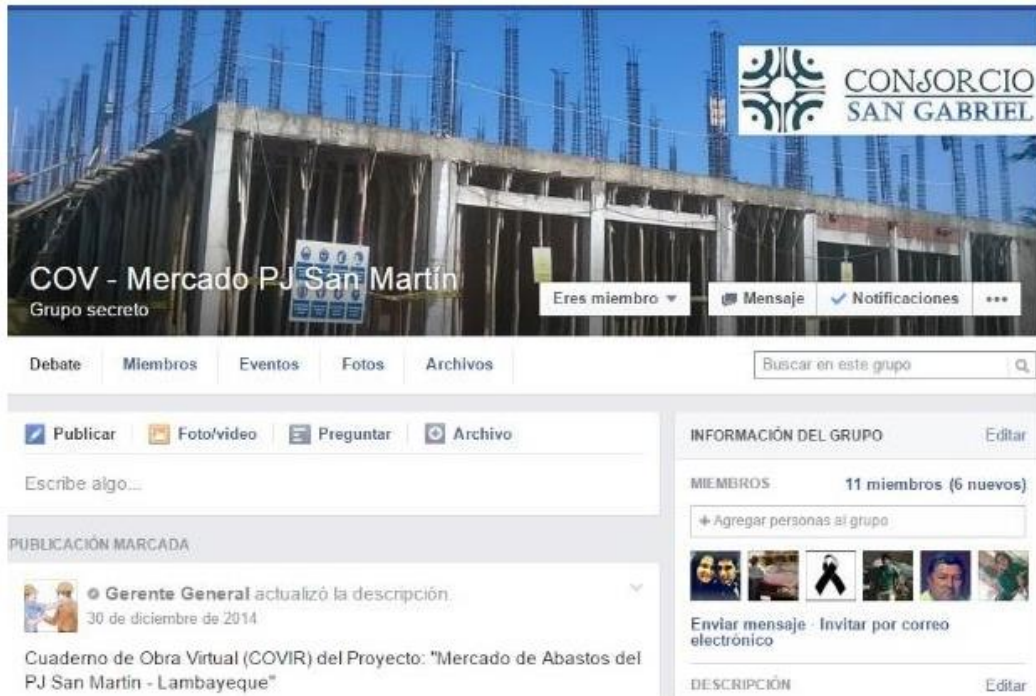 CONSORCIO
SAN GABRIEL
COV - Mercado PJ San Martín
Grupo secreto
Eres miembro
Mensaje
Notificaciones
Debate
Miembros
Eventos
Fotos
Archivos
Buscar en este grupo
Publicar
Foto/video
Preguntar
Archivo
Escribe algo...
PUBLICACIÓN MARCADA
Gerente General actualizó la descripción.
30 de diciembre de 2014
Cuaderno de Obra Virtual (COVIR) del Proyecto: "Mercado de Abastos del
PJ San Martin - Lambayeque"
INFORMACIÓN DEL GRUPO
Editar
MIEMBROS
11 miembros (6 nuevos)
+ Agregar personas al grupo
Enviar mensaje · Invitar por correo
electrónico
DESCRIPCIÓN
Editar